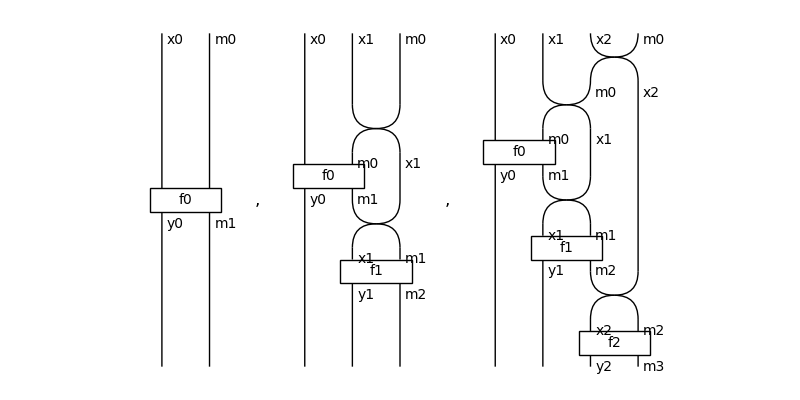 x0 m0 x0 x1 m0 x0 x1 x2 m0
m0 x2
m0 x1
f0
m0 x1
f0 y0 m1
x1 m1
f0 , ,
y0 m1 y0 m1
f1
y1 m2
x1 m1
f1
y1 m2
x2 m2
f2
y2 m3